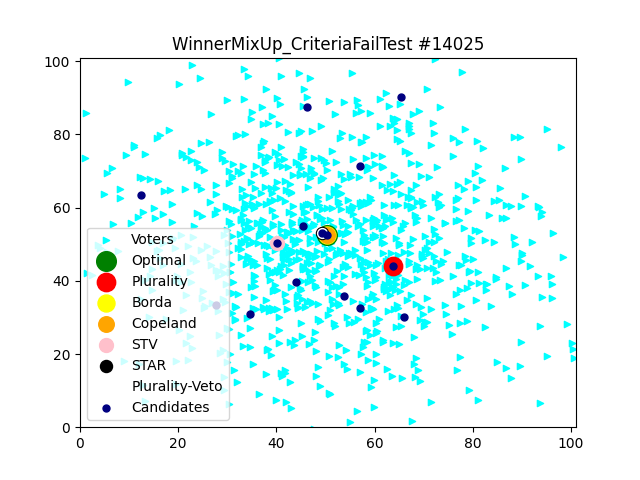 WinnerMixUp_CriteriaFailTest #14025
100
80
60
40
20
0
Voters
Optimal
Plurality
Borda
Copeland
STV
STAR
Plurality-Veto
Candidates
0 20 40 60 80 100